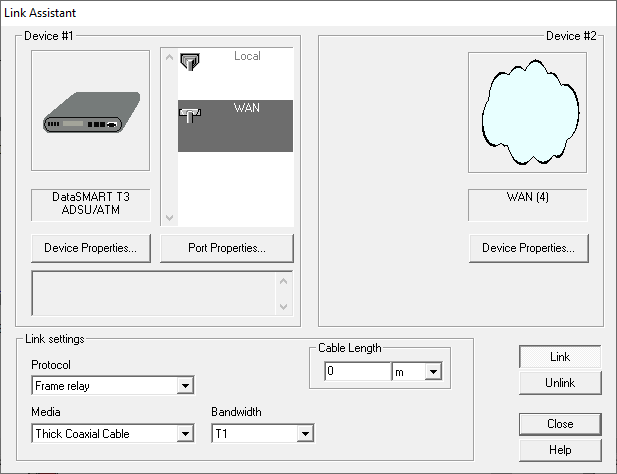 Link Assistant
Device #1
Local
WAN
DataSMART T3
ADSU/ATM
Device Properties...
Port Properties...
Device #2
WAN (4)
Device Properties...
Link settings
Protocol
Frame relay
Cable Length
0
m
Media
Thick Coaxial Cable
Bandwidth
T1
Link
Unlink
Close
Help